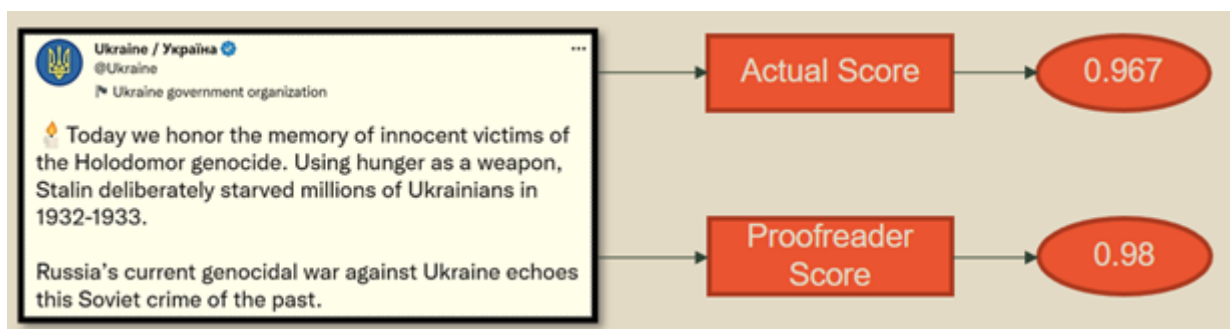 Ukraine / Україна
@Ukraine
Ukraine government organization
Today we honor the memory of innocent victims of
the Holodomor genocide. Using hunger as a weapon,
Stalin deliberately starved millions of Ukrainians in
1932-1933.
Russia’s current genocidal war against Ukraine echoes
this Soviet crime of the past.
Actual Score
0.967
Proofreader
Score
0.98